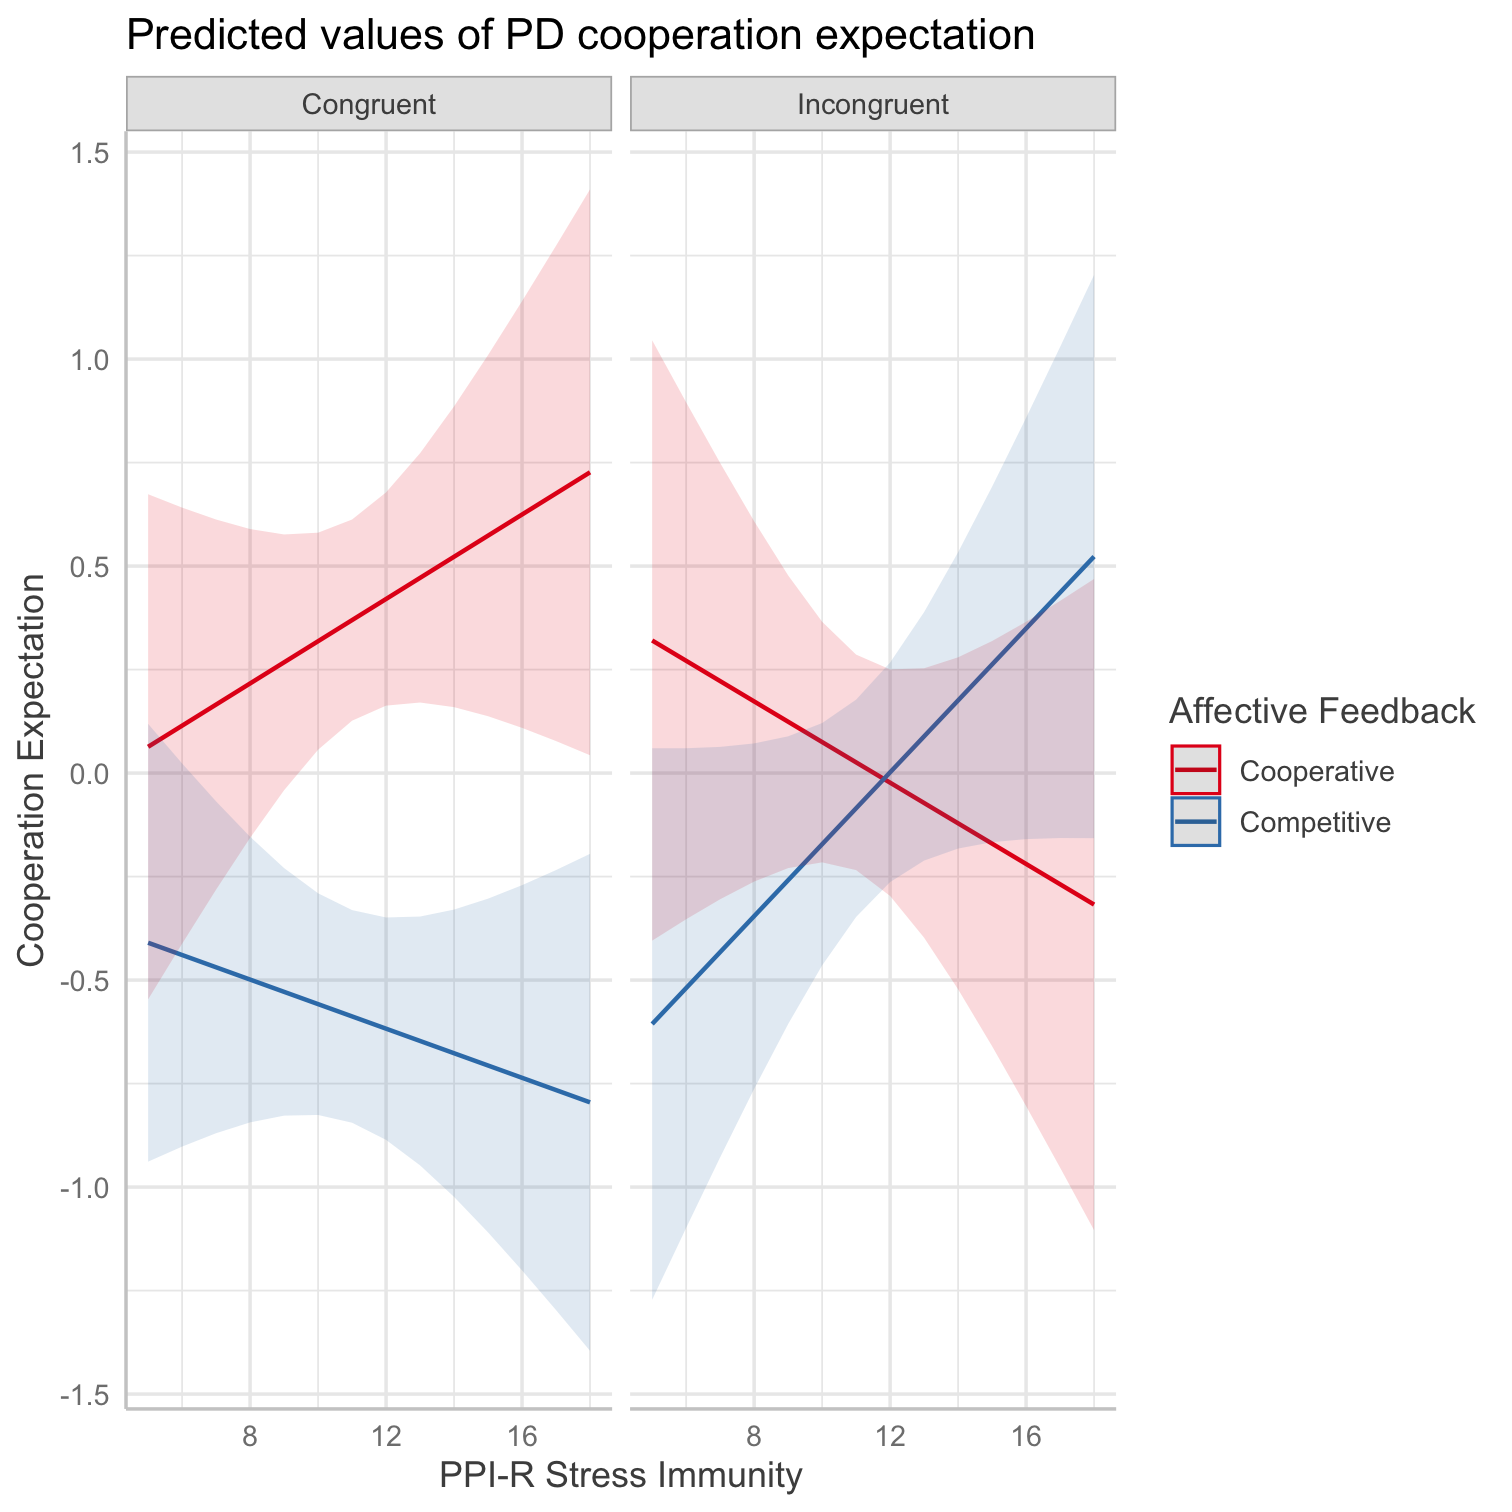 Predicted values of PD cooperation expectation
Congruent
Incongruent
1.5
1.0
0.5
0.0
-0.5
-1.0
-1.5
Cooperation Expectation
8
12
16
8
12
16
PPI-R Stress Immunity
Affective Feedback
Cooperative
Competitive